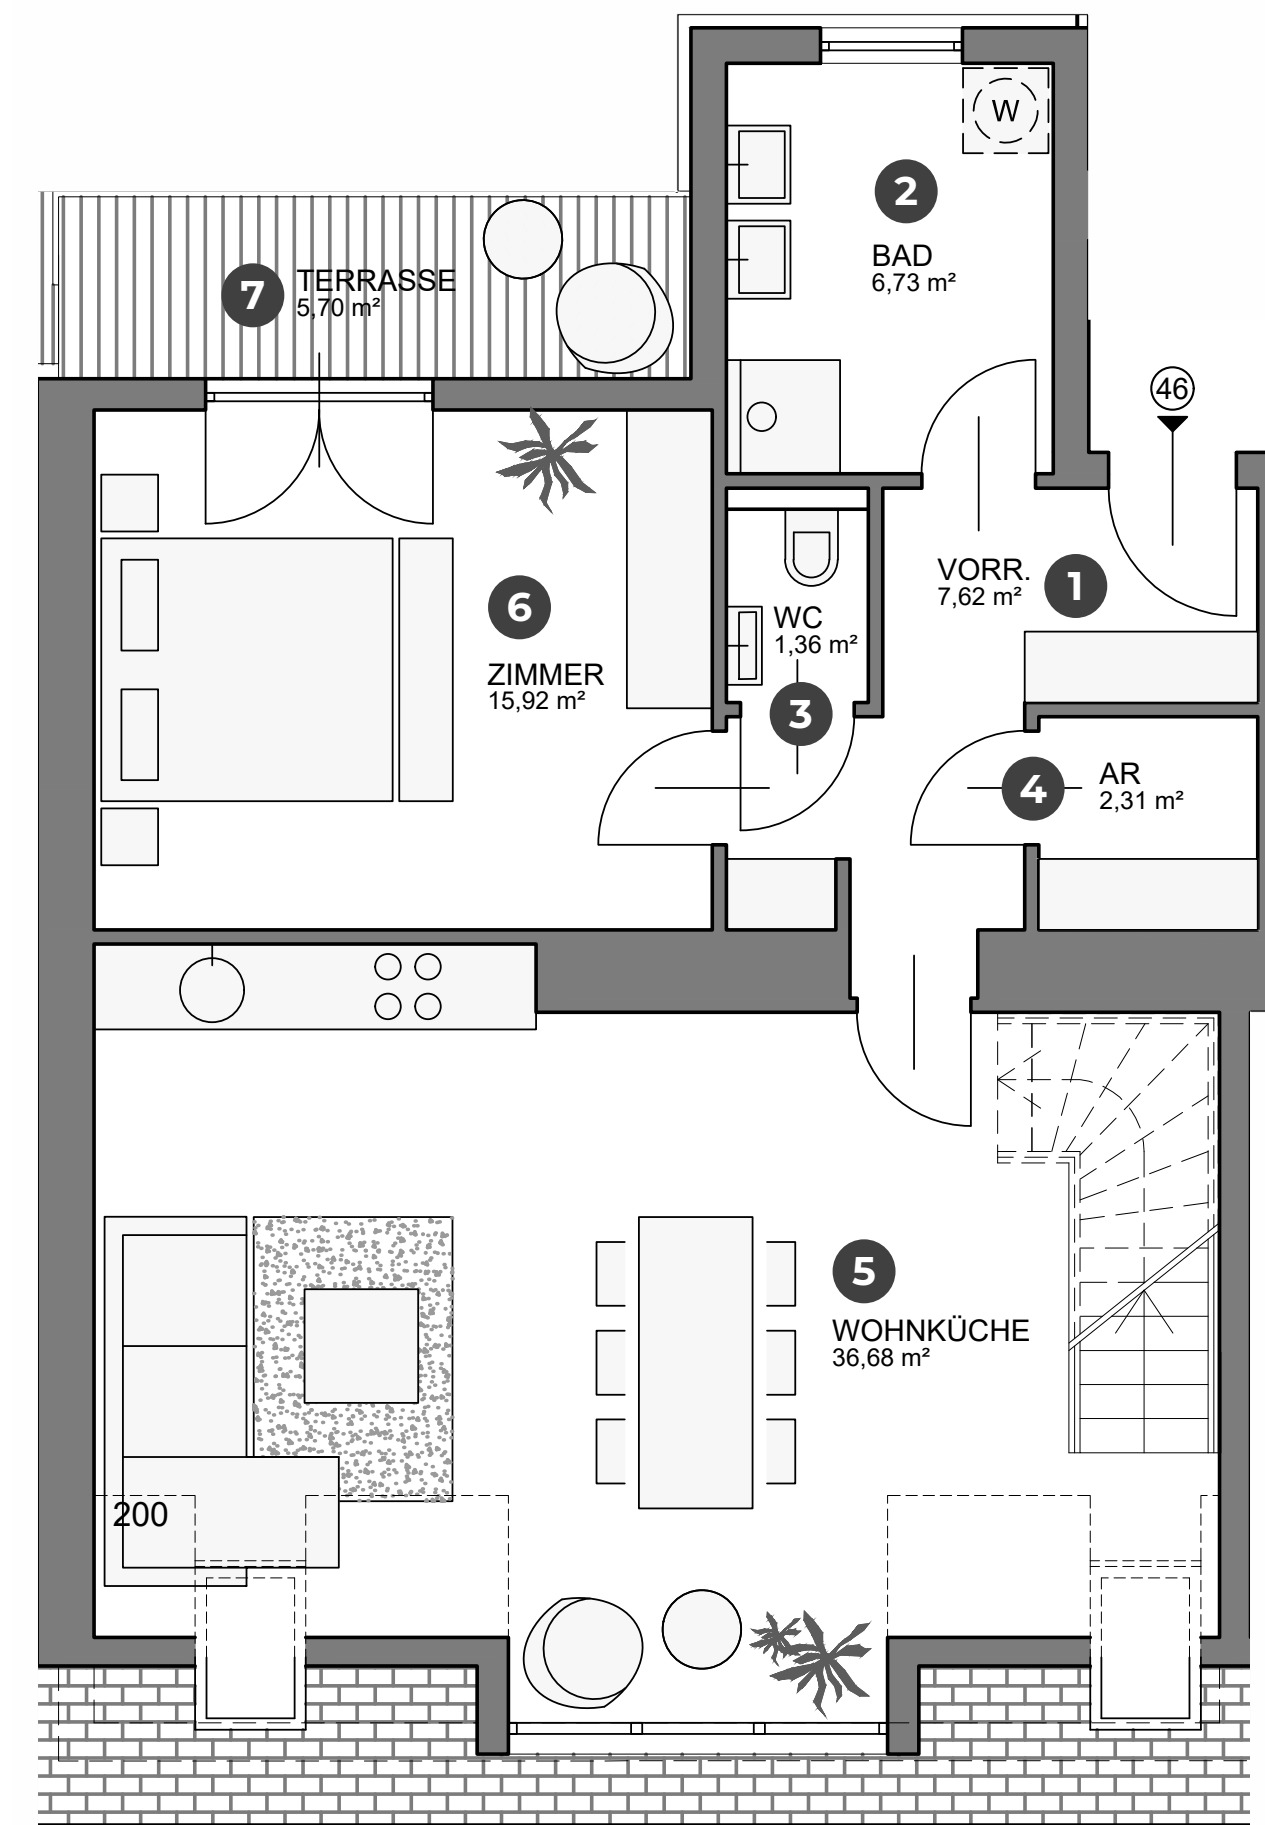 W
2
BAD
6,73 m²
7
TERRASSE
5,70 m²
46
VORR.
7,62 m²
1
6
ZIMMER
15,92 m²
WC
1,36 m²
3
4
AR
2,31 m²
5
WOHNKÜCHE
36,68 m²
200